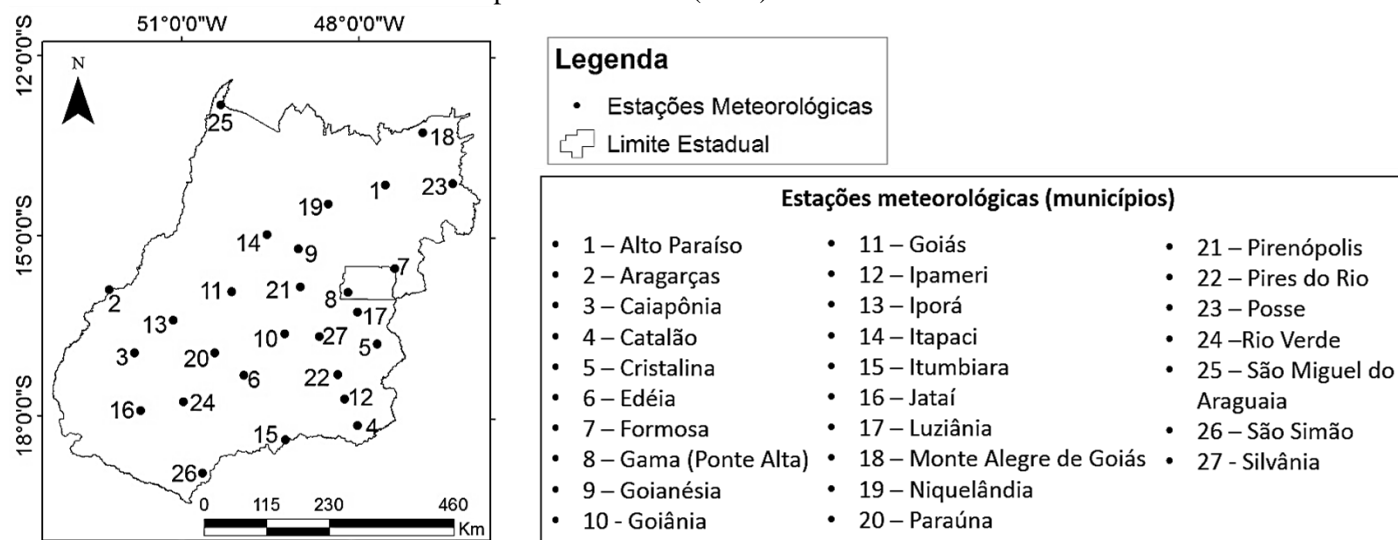 51°0'0"W
48°0'0"W
12°0'0"S
15°0'0"S
18°0'0"S
N
25
18
1
23
19
14
9
7
2
11
21
8
17
13
10
27
5
3
20
6
22
16
24
12
15
4
26
0 115 230 460
Km
Legenda
Estações Meteorológicas
Limite Estadual
Estações meteorológicas (municípios)
• 1 – Alto Paraíso
• 2 – Aragarças
• 3 – Caiapônia
• 4 – Catalão
• 5 – Cristalina
• 6 – Edéia
• 7 – Formosa
• 8 – Gama (Ponte Alta)
• 9 – Goianésia
• 10 - Goiânia
• 11 – Goiás
• 12 – Ipameri
• 13 – Iporá
• 14 – Itapaci
• 15 – Itumbiara
• 16 – Jataí
• 17 – Luziânia
• 18 – Monte Alegre de Goiás
• 19 – Niquelândia
• 20 – Paraúna
• 21 – Pirenópolis
• 22 – Pires do Rio
• 23 – Posse
• 24 –Rio Verde
• 25 – São Miguel do
Araguaia
• 26 – São Simão
• 27 - Silvânia